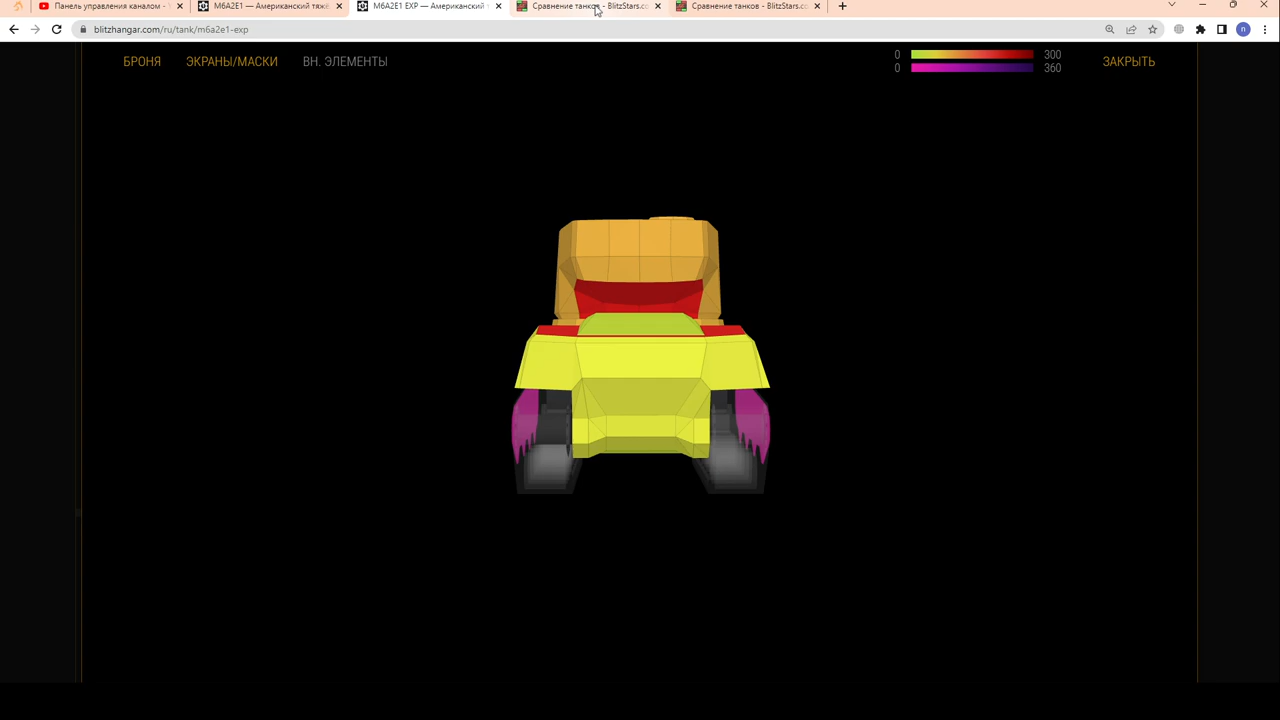 Панель управления каналом - Y
M6A2E1 — Американский тяжё
M6A2E1 EXP — Американский т
Сравнение танков - BlitzStars.co
Сравнение танков - BlitzStars.co
blitzhangar.com/ru/tank/m6a2e1-exp
n
БРОНЯ
ЭКРАНЫ/МАСКИ
ВН. ЭЛЕМЕНТЫ
0
300
0
360
ЗАКРЫТЬ